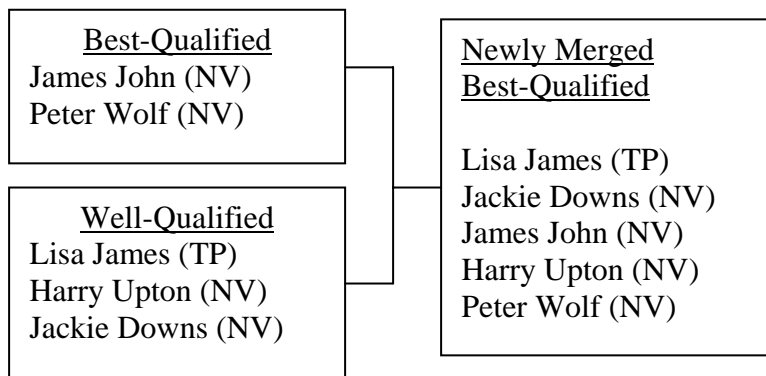 Best-Qualified
James John (NV)
Peter Wolf (NV)
Well-Qualified
Lisa James (TP)
Harry Upton (NV)
Jackie Downs (NV)
Newly Merged
Best-Qualified
Lisa James (TP)
Jackie Downs (NV)
James John (NV)
Harry Upton (NV)
Peter Wolf (NV)